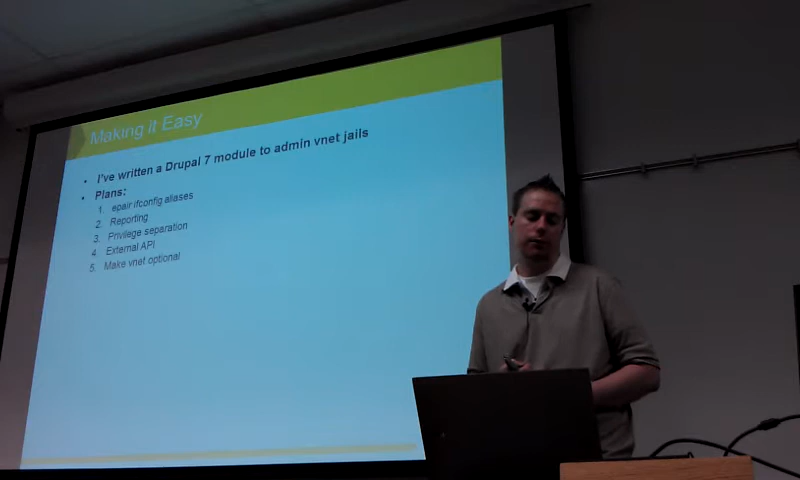 Making it Easy
• I've written a Drupal 7 module to admin vnet jails
• Plans:
1. epair ifconfig aliases
2. Reporting
3. Privilege separation
4. External API
5. Make vnet optional